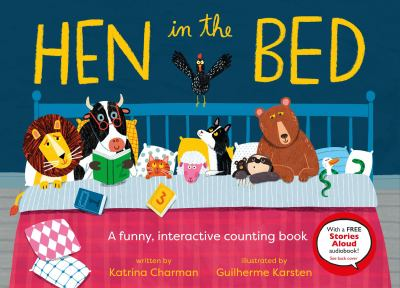 HEN in the BED
A funny, interactive counting book
written by
Katrina Charman
illustrated by
Guilherme Karsten
With a FREE
Stories
Aloud
audiobook!
See back cover
3